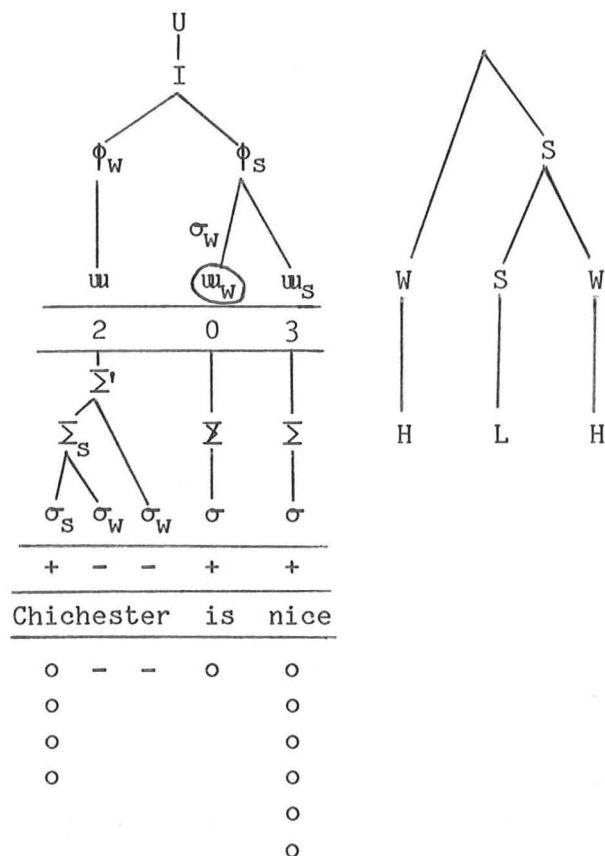 U
I
ϕW ϕS S
σW
ɯ ɯW ɯS W S W
2 0 3
Σ'
ΣS Σ̸ Σ H L H
σS σW σW σ σ
+ - - + +
Chichester is nice
o - - o o
o o
o o
o o
o
o